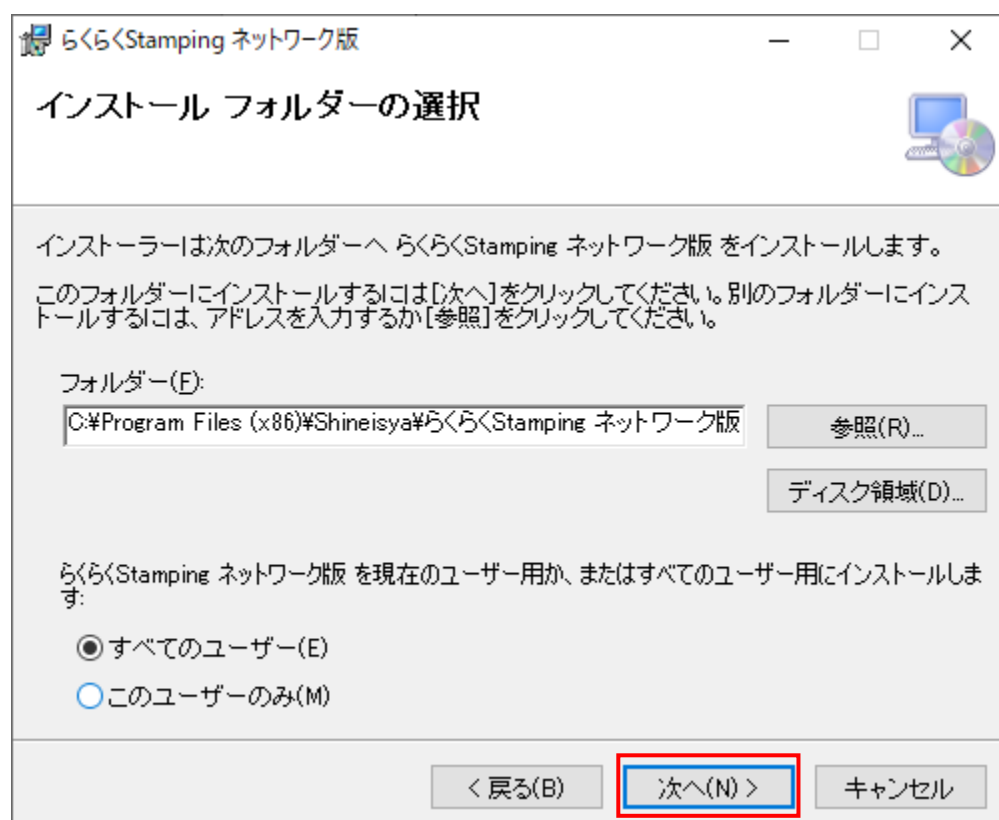 らくらくStamping ネットワーク版
インストール フォルダーの選択
インストーラーは次のフォルダーへ らくらくStamping ネットワーク版 をインストールします。
このフォルダーにインストールするには[次へ]をクリックしてください。別のフォルダーにインス
トールするには、アドレスを入力するか[参照]をクリックしてください。
フォルダー(F):
C:¥Program Files (x86)¥Shineisya¥らくらくStamping ネットワーク版
参照(R)...
ディスク領域(D)...
らくらくStamping ネットワーク版 を現在のユーザー用か、またはすべてのユーザー用にインストールしま
す:
すべてのユーザー(E)
このユーザーのみ(M)
< 戻る(B)
次へ(N) >
キャンセル